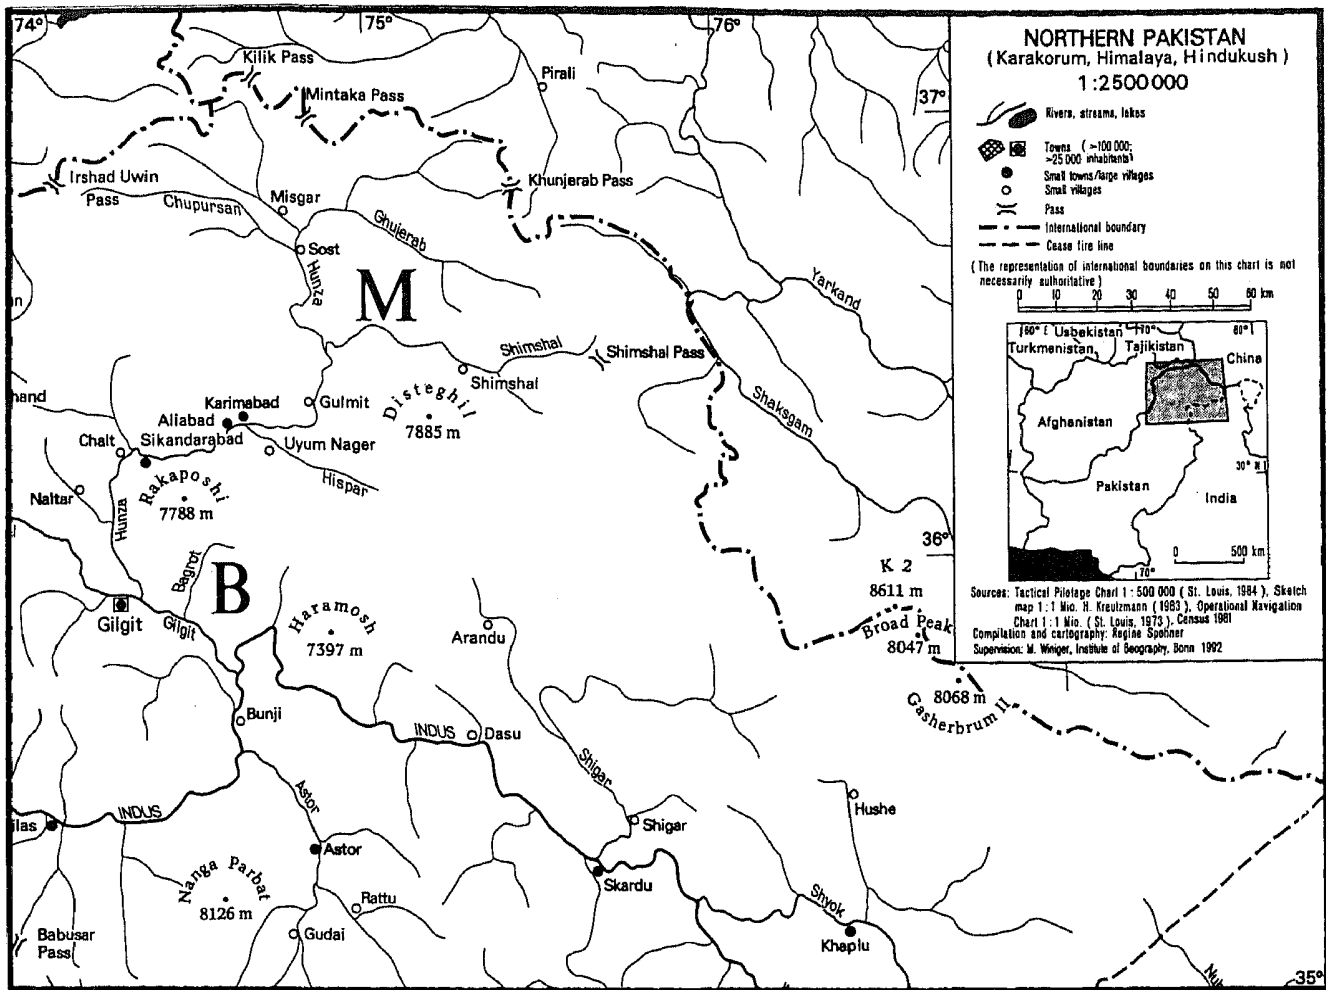 74°
75°
76°
NORTHERN PAKISTAN
(Karakorum, Himalaya, Hindukush)
1:2500000
Rivers, streams, lakes
Towns ( >100 000;
>25 000 inhabitants)
Small towns/large villages
Small villages
Pass
International boundary
Cease fire line
(The representation of international boundaries on this chart is not
necessarily authoritative)
0 10 20 30 40 50 60 km
60° E Usbekistan 70° 80° E
Turkmenistan Tajikistan
China
Afghanistan
30° N
Pakistan
India
0 500 km
70°
Sources: Tactical Pilotage Chart 1:500 000 ( St. Louis, 1984 ), Sketch
map 1:1 Mio. H. Kreutzmann (1983), Operational Navigation
Chart 1:1 Mio. ( St. Louis, 1973), Census 1981
Compilation and cartography: Regine Spohner
Supervision: M. Winiger, Institute of Geography, Bonn 1992
Kilik Pass
Pirali
Mintaka Pass
37°
Irshad Uwin
Pass
Khunjerab Pass
Chupursan
Misgar
Ghujerab
Sost
Hunza
M
Yarkand
Shimshal
Shimshal Pass
Shimshal
hand
Karimabad
Gulmit
Disteghil
7885 m
Shaksgam
Aliabad
Chalt
Sikandarabad
Uyum Nager
Hispar
Naltar
Rakaposhi
7788 m
Hunza
36°
Bagrot
B
K 2
8611 m
Gilgit
Gilgit
Haramosh
7397 m
Arandu
Broad Peak
8047 m
8068 m
Gasherbrum II
Bunji
INDUS
Dasu
Shigar
Astor
INDUS
Hushe
ilas
Shigar
Astor
Nanga Parbat
8126 m
Skardu
Rattu
Shyok
Gudai
Babusar
Pass
Khaplu
Nub
35°